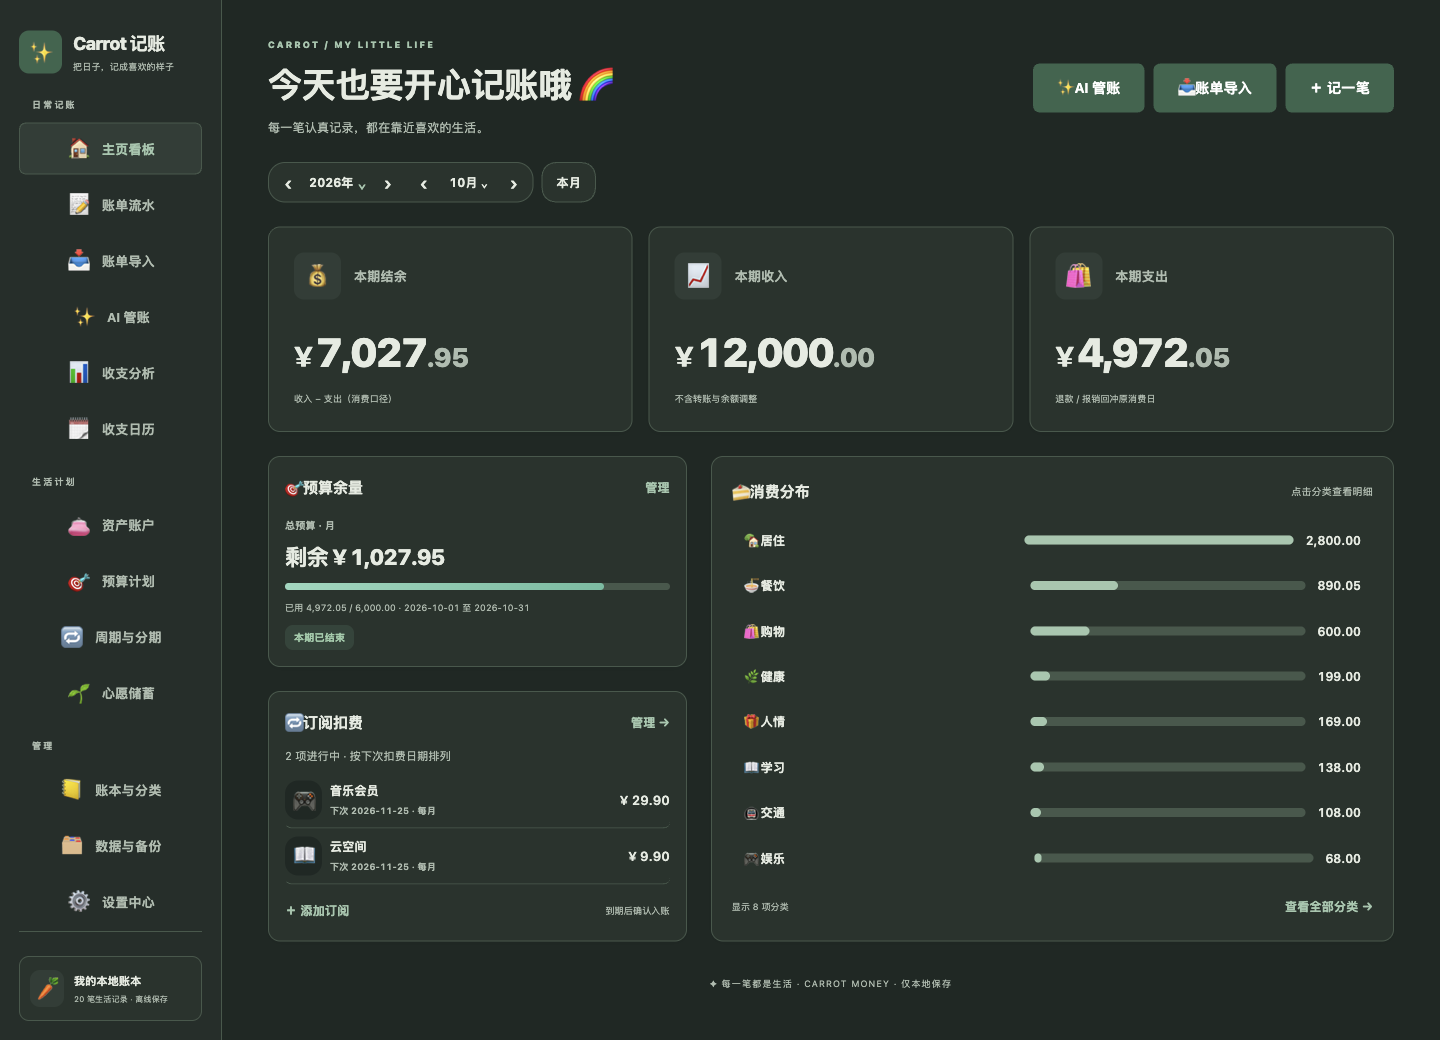 Carrot 记账
把日子，记成喜欢的样子
日常记账
主页看板
账单流水
账单导入
AI 管账
收支分析
收支日历
生活计划
资产账户
预算计划
周期与分期
心愿储蓄
管理
账本与分类
数据与备份
设置中心
我的本地账本
20 笔生活记录 · 离线保存
CARROT / MY LITTLE LIFE
今天也要开心记账哦
每一笔认真记录，都在靠近喜欢的生活。
AI 管账
账单导入
+ 记一笔
2026年
10月
本月
本期结余
¥7,027.95
收入 − 支出（消费口径）
本期收入
¥12,000.00
不含转账与余额调整
本期支出
¥4,972.05
退款 / 报销回冲原消费日
预算余量
管理
总预算 · 月
剩余 ¥ 1,027.95
已用 4,972.05 / 6,000.00 · 2026-10-01 至 2026-10-31
本期已结束
订阅扣费
管理 →
2 项进行中 · 按下次扣费日期排列
音乐会员
下次 2026-11-25 · 每月
¥ 29.90
云空间
下次 2026-11-25 · 每月
¥ 9.90
+ 添加订阅
到期后确认入账
消费分布
点击分类查看明细
居住 2,800.00
餐饮 890.05
购物 600.00
健康 199.00
人情 169.00
学习 138.00
交通 108.00
娱乐 68.00
显示 8 项分类
查看全部分类 →
✦ 每一笔都是生活 · CARROT MONEY · 仅本地保存